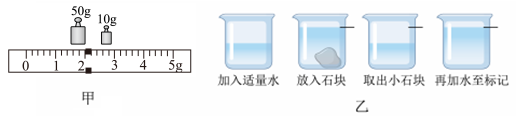 50g 10g
0 1 2 3 4 5g
甲
加入适量水 放入石块 取出小石块 再加水至标记
乙